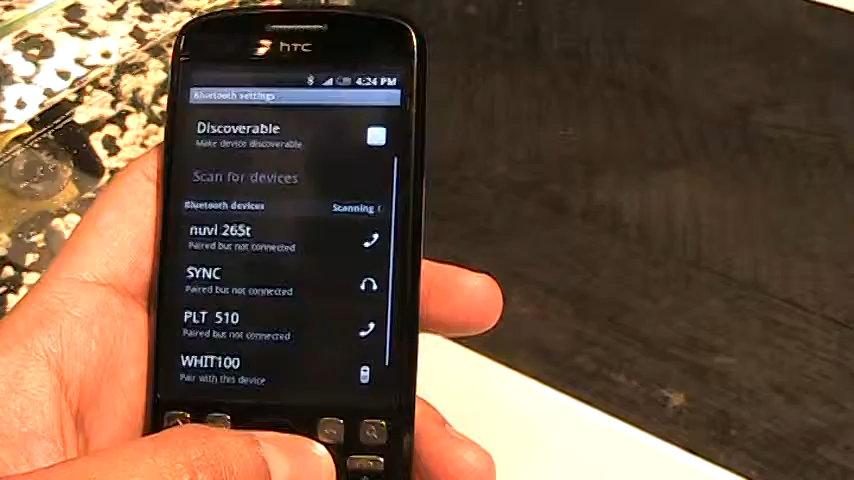 hTC
4:24 PM
Bluetooth settings
Discoverable
Make device discoverable
Scan for devices
Bluetooth devices
Scanning
nuvi 265t
Paired but not connected
SYNC
Paired but not connected
PLT 510
Paired but not connected
WHIT100
Pair with this device